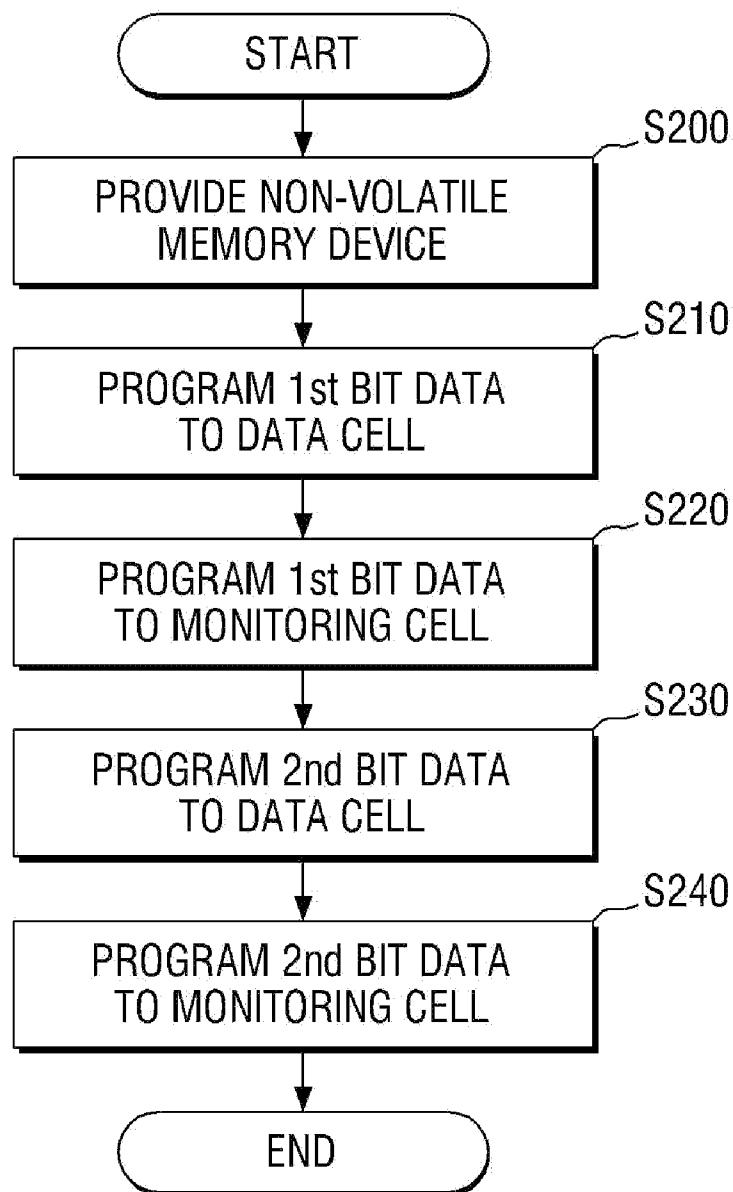 START
S200
PROVIDE NON-VOLATILE
MEMORY DEVICE
S210
PROGRAM 1st BIT DATA
TO DATA CELL
S220
PROGRAM 1st BIT DATA
TO MONITORING CELL
S230
PROGRAM 2nd BIT DATA
TO DATA CELL
S240
PROGRAM 2nd BIT DATA
TO MONITORING CELL
END